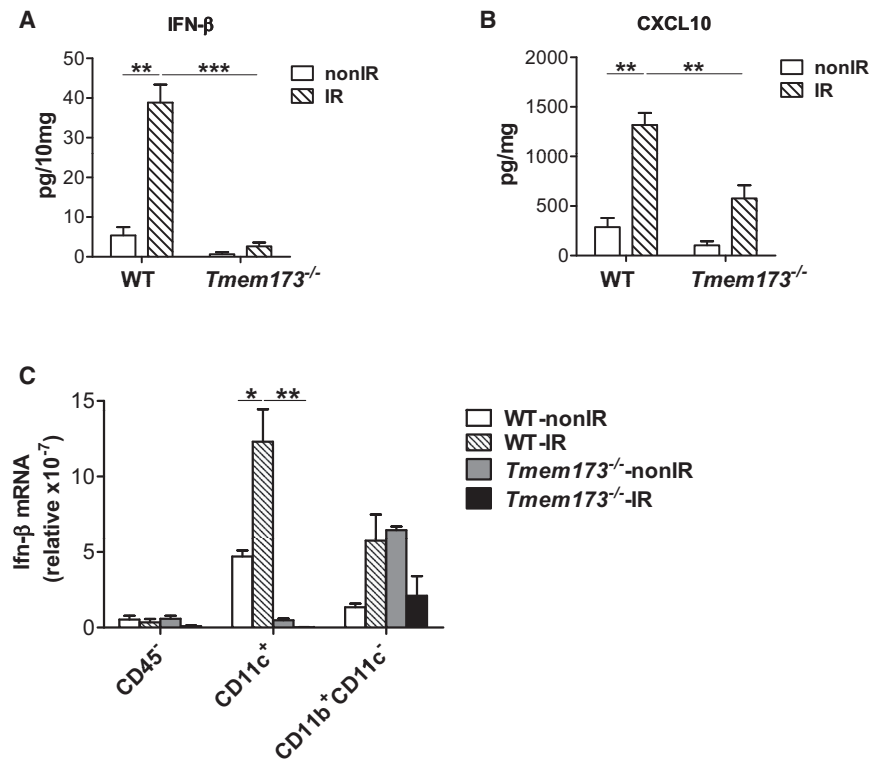 A
IFN-β
50
40
30
20
10
0
pg/10mg
** ***
nonIR
IR
WT Tmem173-/-
B
CXCL10
2000
1500
1000
500
0
pg/mg
** **
nonIR
IR
WT Tmem173-/-
C
15
10
5
0
Ifn-β mRNA
(relative x10-7)
* **
WT-nonIR
WT-IR
Tmem173-/--nonIR
Tmem173-/--IR
CD45-
CD11c+
CD11b+CD11c-